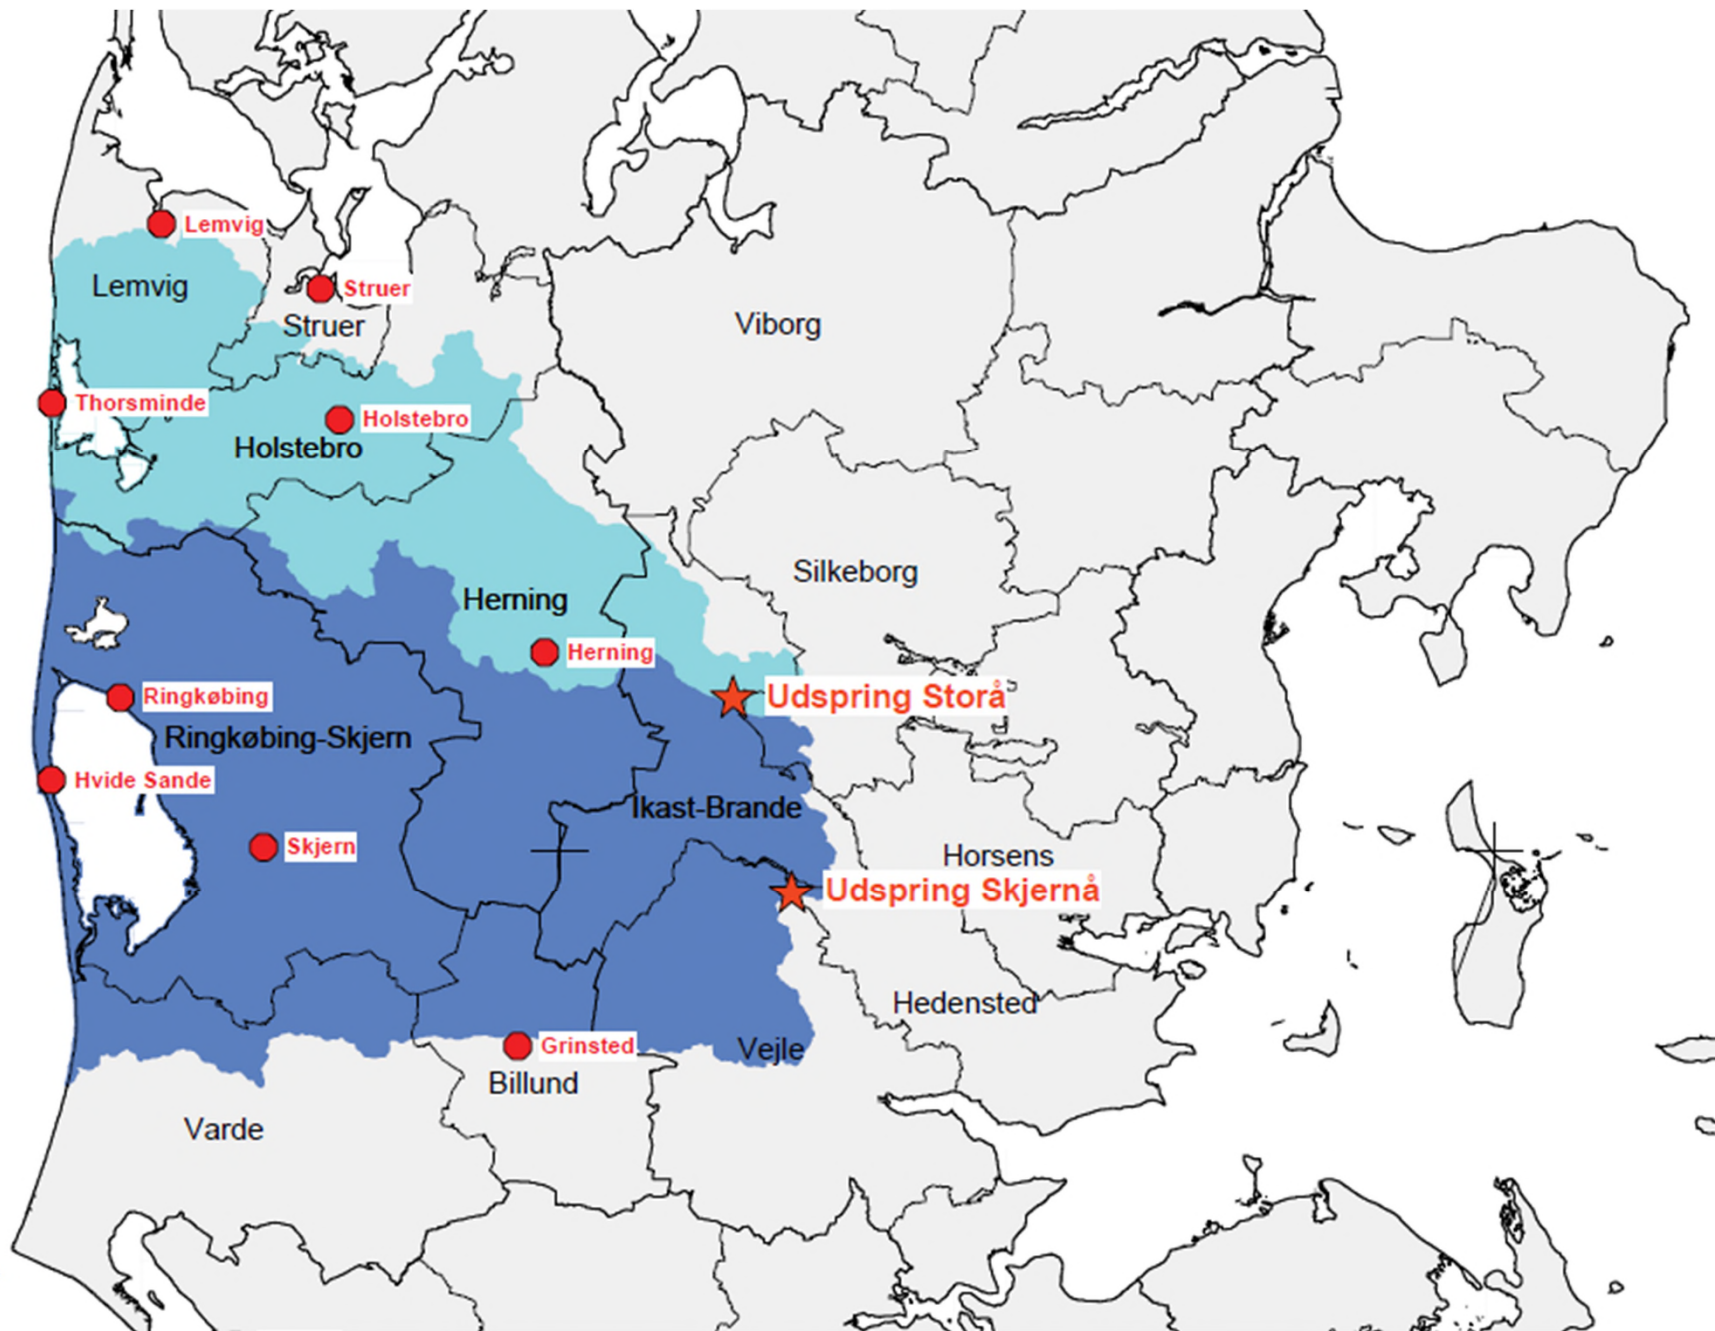 Lemvig
Lemvig
Struer
Struer
Viborg
Thorsminde
Holstebro
Holstebro
Silkeborg
Herning
Herning
Ringkøbing
Udspring Storå
Ringkøbing-Skjern
Hvide Sande
Ikast-Brande
Skjern
Horsens
Udspring Skjernå
Hedensted
Grinsted
Vejle
Billund
Varde